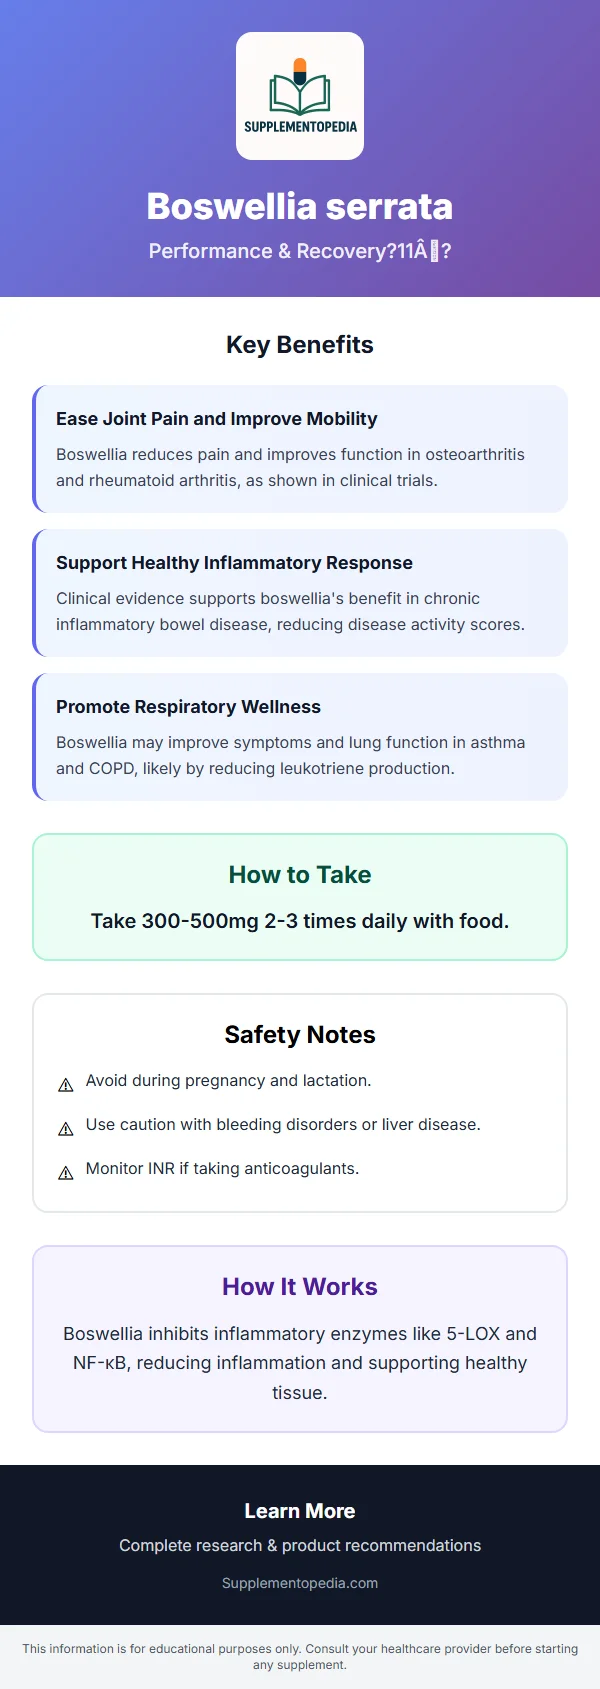 SUPPLEMENTOPEDIA
Boswellia serrata
Performance & Recovery?11Â?
Key Benefits
Ease Joint Pain and Improve Mobility
Boswellia reduces pain and improves function in osteoarthritis
and rheumatoid arthritis, as shown in clinical trials.
Support Healthy Inflammatory Response
Clinical evidence supports boswellia's benefit in chronic
inflammatory bowel disease, reducing disease activity scores.
Promote Respiratory Wellness
Boswellia may improve symptoms and lung function in asthma
and COPD, likely by reducing leukotriene production.
How to Take
Take 300-500mg 2-3 times daily with food.
Safety Notes
⚠ Avoid during pregnancy and lactation.
⚠ Use caution with bleeding disorders or liver disease.
⚠ Monitor INR if taking anticoagulants.
How It Works
Boswellia inhibits inflammatory enzymes like 5-LOX and
NF-κB, reducing inflammation and supporting healthy
tissue.
Learn More
Complete research & product recommendations
Supplementopedia.com
This information is for educational purposes only. Consult your healthcare provider before starting
any supplement.